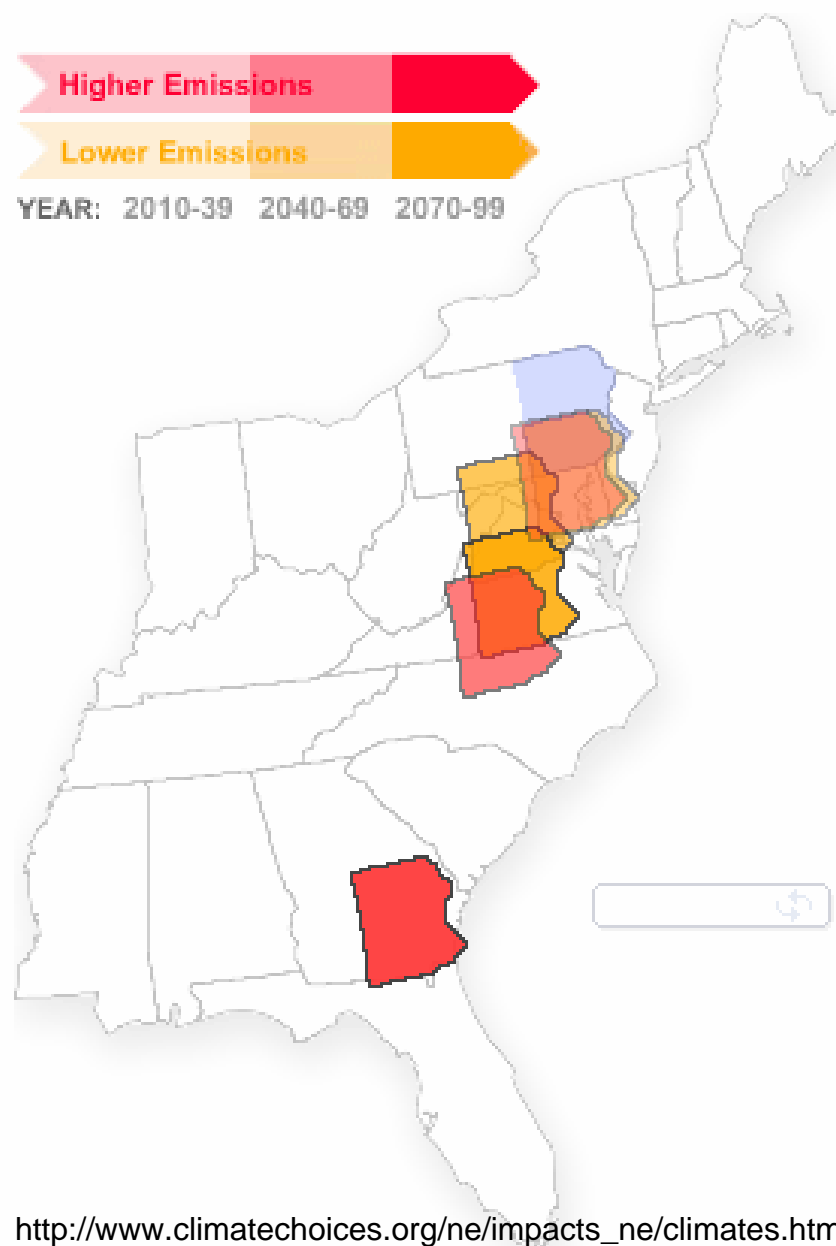 Higher Emissions
Lower Emissions
YEAR: 2010-39 2040-69 2070-99
http://www.climatechoices.org/ne/impacts_ne/climates.htm